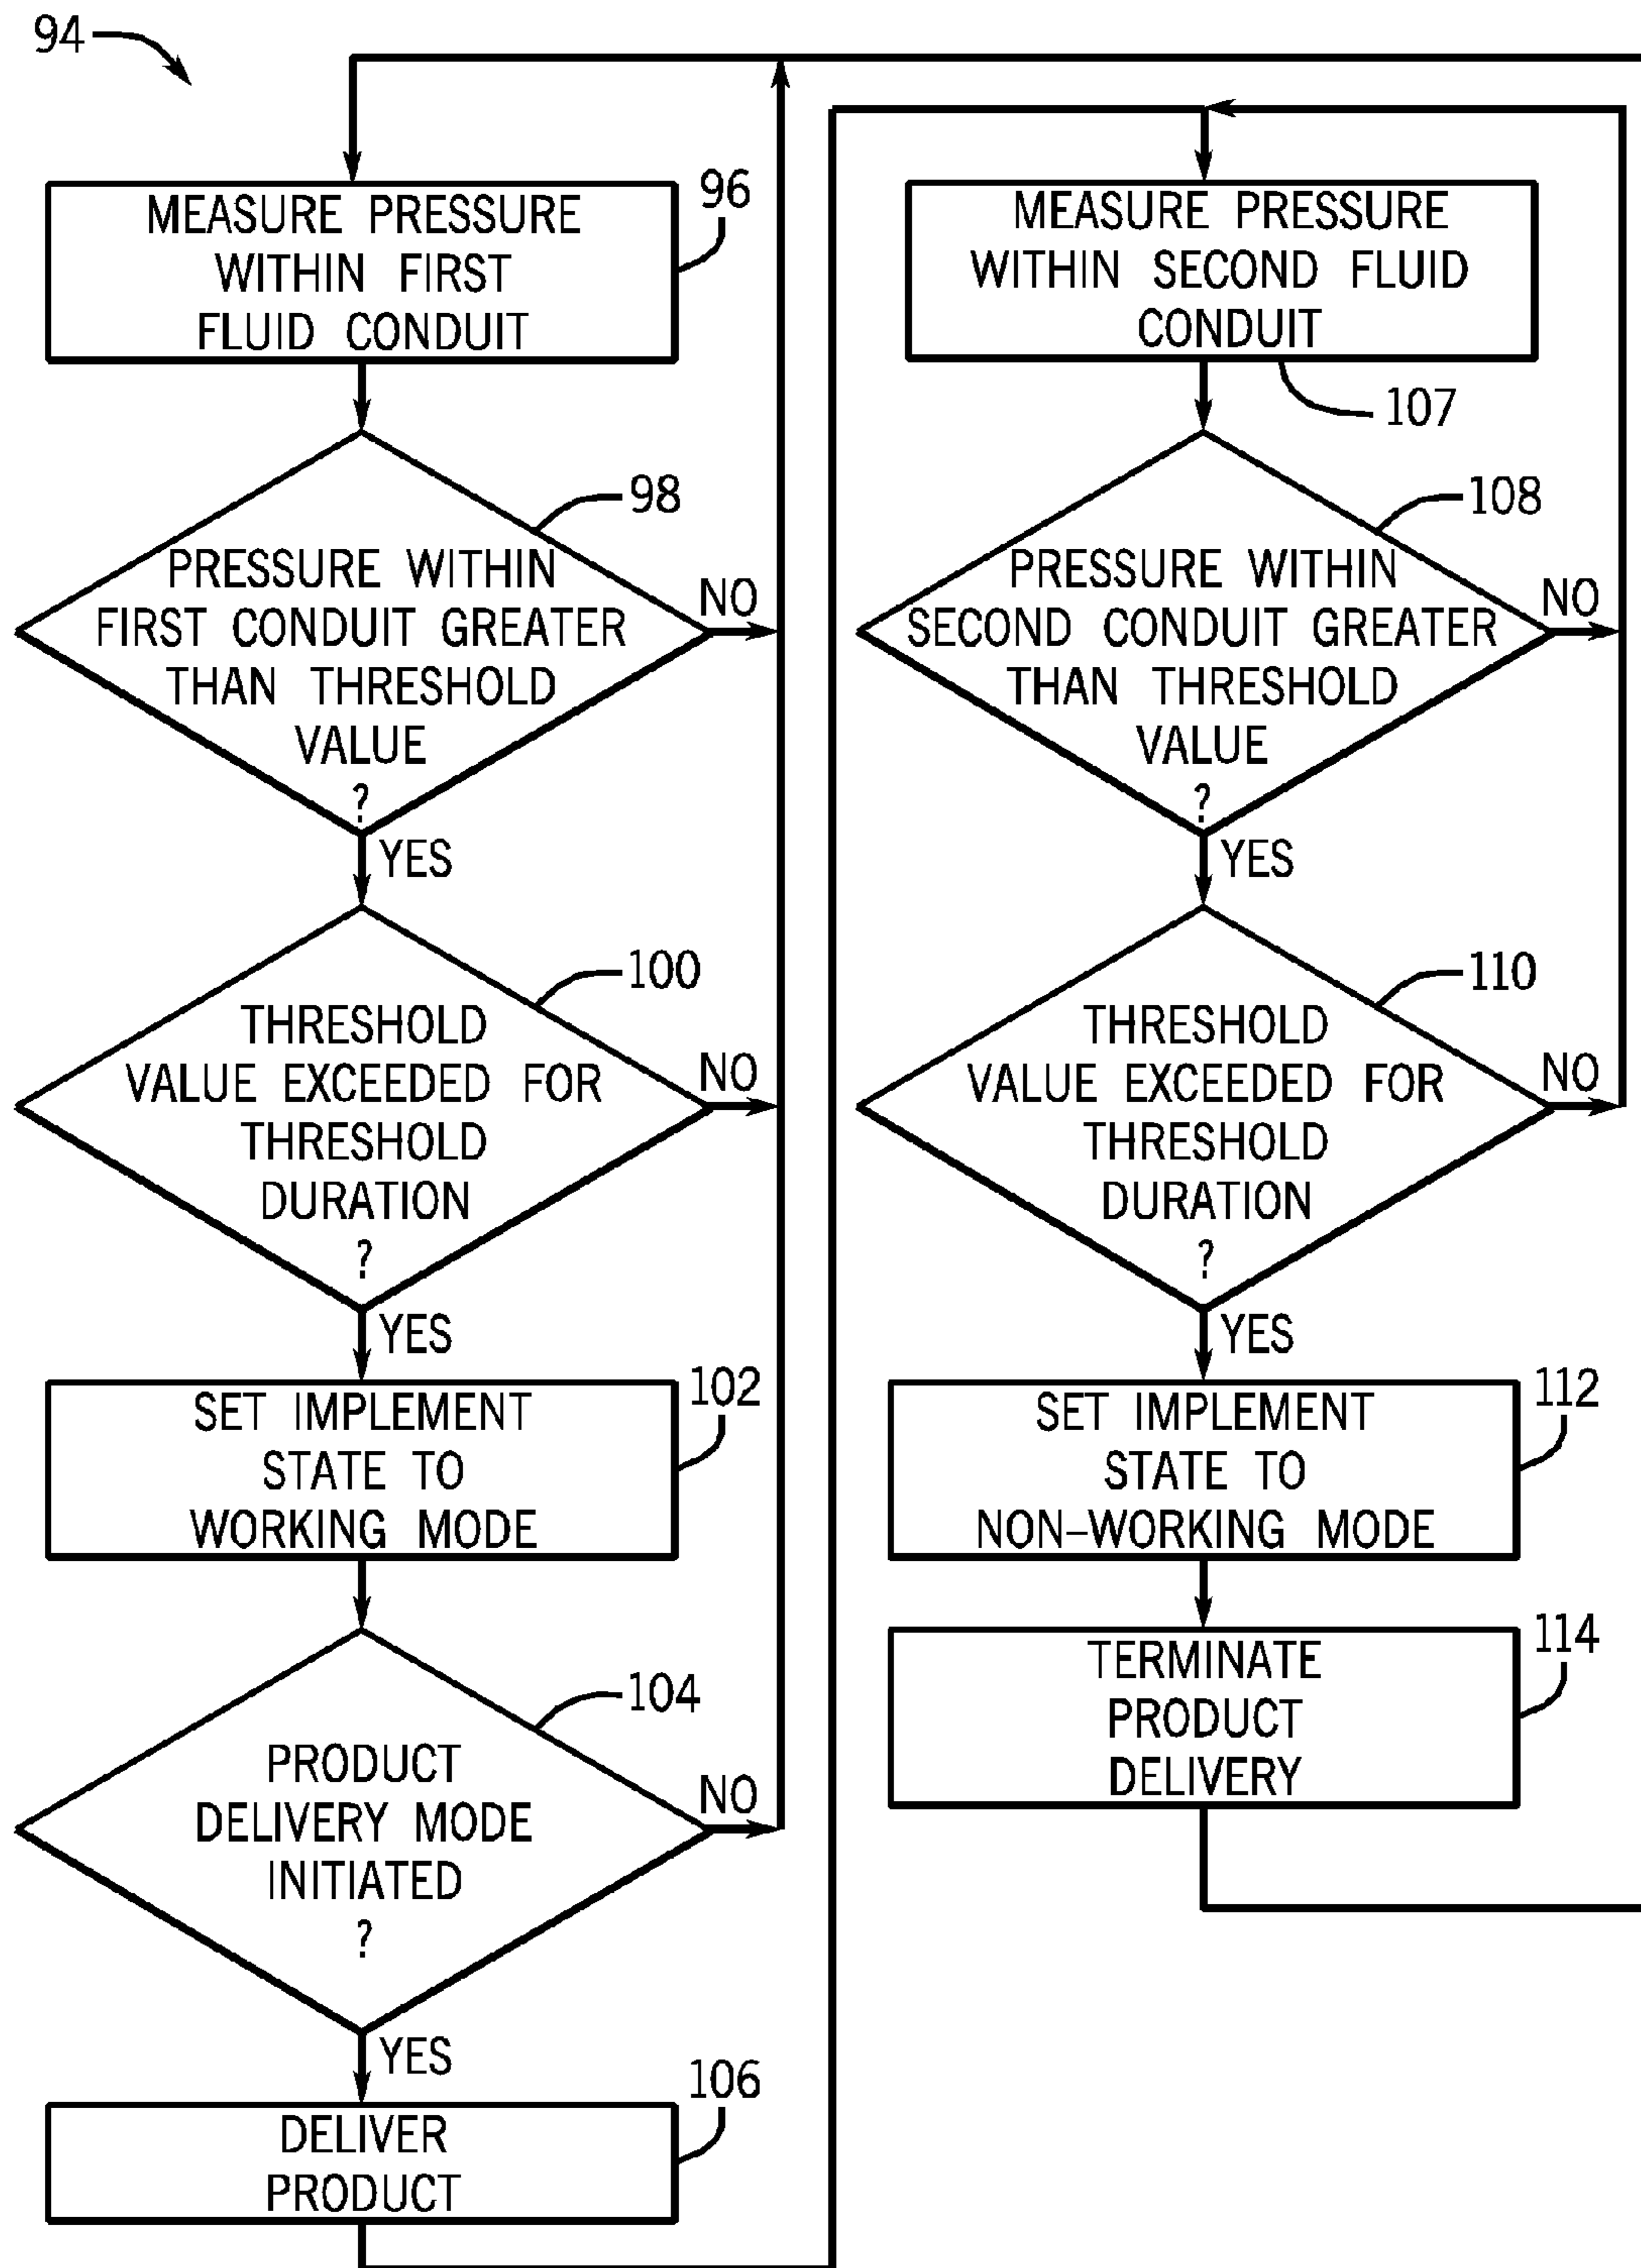 94
MEASURE PRESSURE
WITHIN FIRST
FLUID CONDUIT
96
PRESSURE WITHIN
FIRST CONDUIT GREATER
THAN THRESHOLD
VALUE
?
98
NO
YES
THRESHOLD
VALUE EXCEEDED FOR
THRESHOLD
DURATION
?
100
NO
YES
SET IMPLEMENT
STATE TO
WORKING MODE
102
PRODUCT
DELIVERY MODE
INITIATED
?
104
NO
YES
DELIVER
PRODUCT
106
MEASURE PRESSURE
WITHIN SECOND FLUID
CONDUIT
107
PRESSURE WITHIN
SECOND CONDUIT GREATER
THAN THRESHOLD
VALUE
?
108
NO
YES
THRESHOLD
VALUE EXCEEDED FOR
THRESHOLD
DURATION
?
110
NO
YES
SET IMPLEMENT
STATE TO
NON–WORKING MODE
112
TERMINATE
PRODUCT
DELIVERY
114